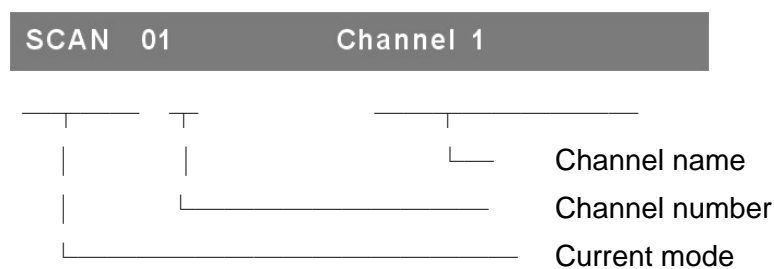 SCAN 01 Channel 1
Channel name
Channel number
Current mode